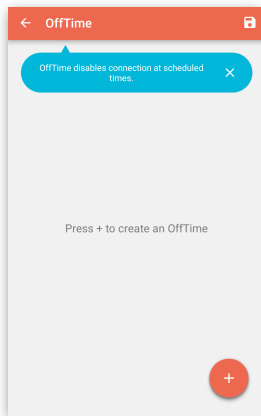 OffTime
OffTime disables connection at scheduled
times.
Press + to create an OffTime
+